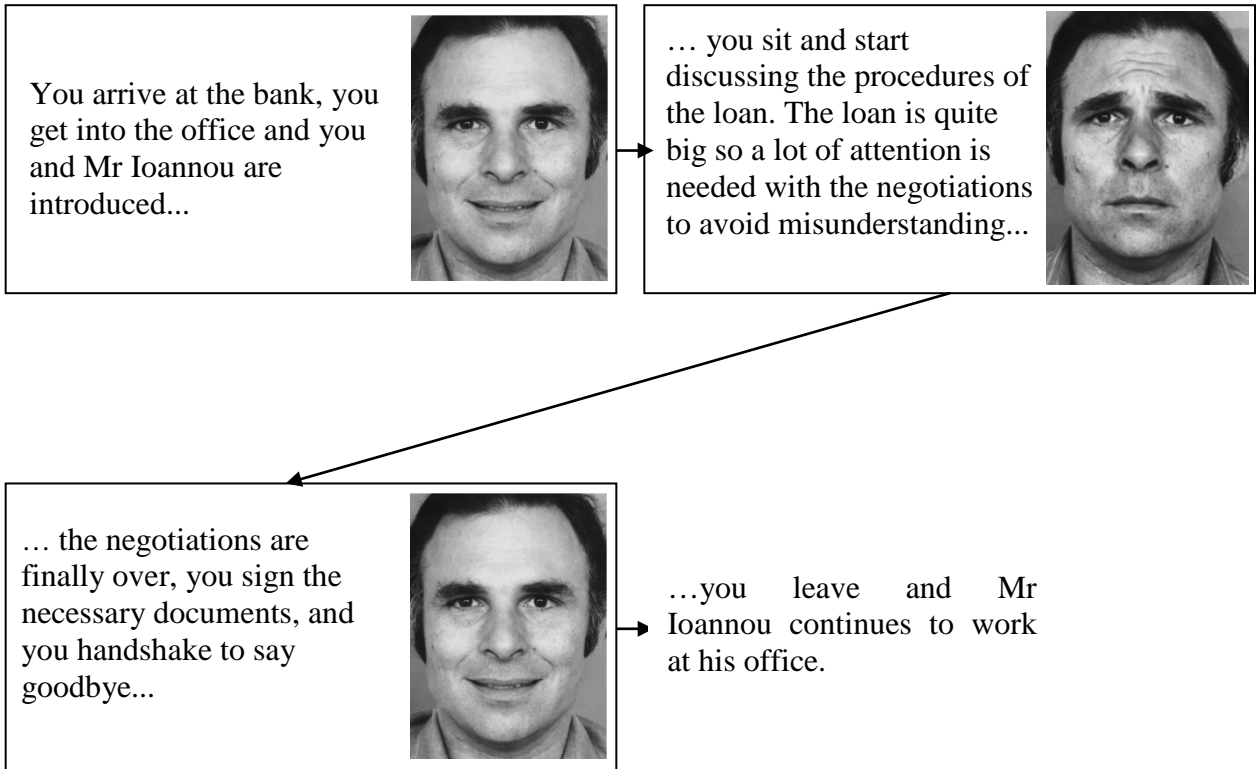 You arrive at the bank, you
get into the office and you
and Mr Ioannou are
introduced...
… you sit and start
discussing the procedures of
the loan. The loan is quite
big so a lot of attention is
needed with the negotiations
to avoid misunderstanding...
… the negotiations are
finally over, you sign the
necessary documents, and
you handshake to say
goodbye...
…you leave and Mr
Ioannou continues to work
at his office.